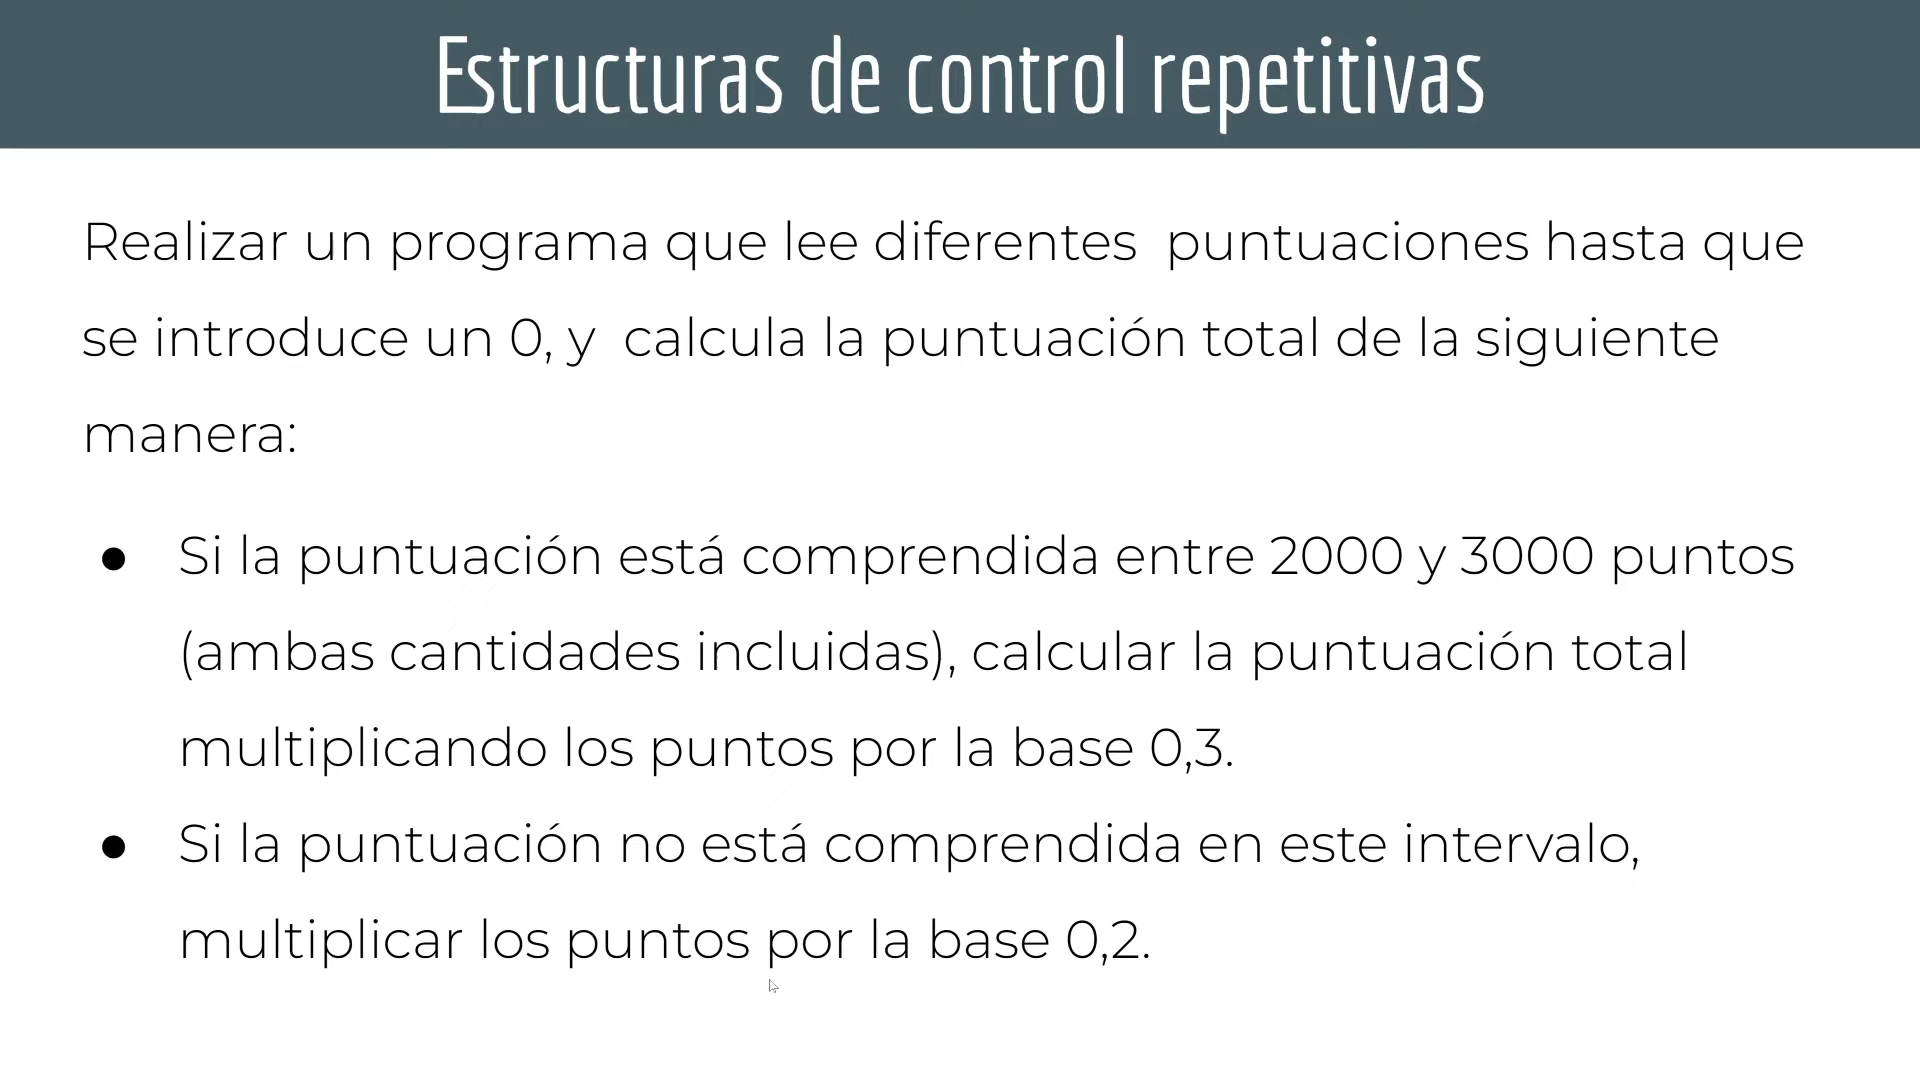 Estructuras de control repetitivas
Realizar un programa que lee diferentes puntuaciones hasta que
se introduce un 0, y calcula la puntuación total de la siguiente
manera:
● Si la puntuación está comprendida entre 2000 y 3000 puntos
(ambas cantidades incluidas), calcular la puntuación total
multiplicando los puntos por la base 0,3.
● Si la puntuación no está comprendida en este intervalo,
multiplicar los puntos por la base 0,2.